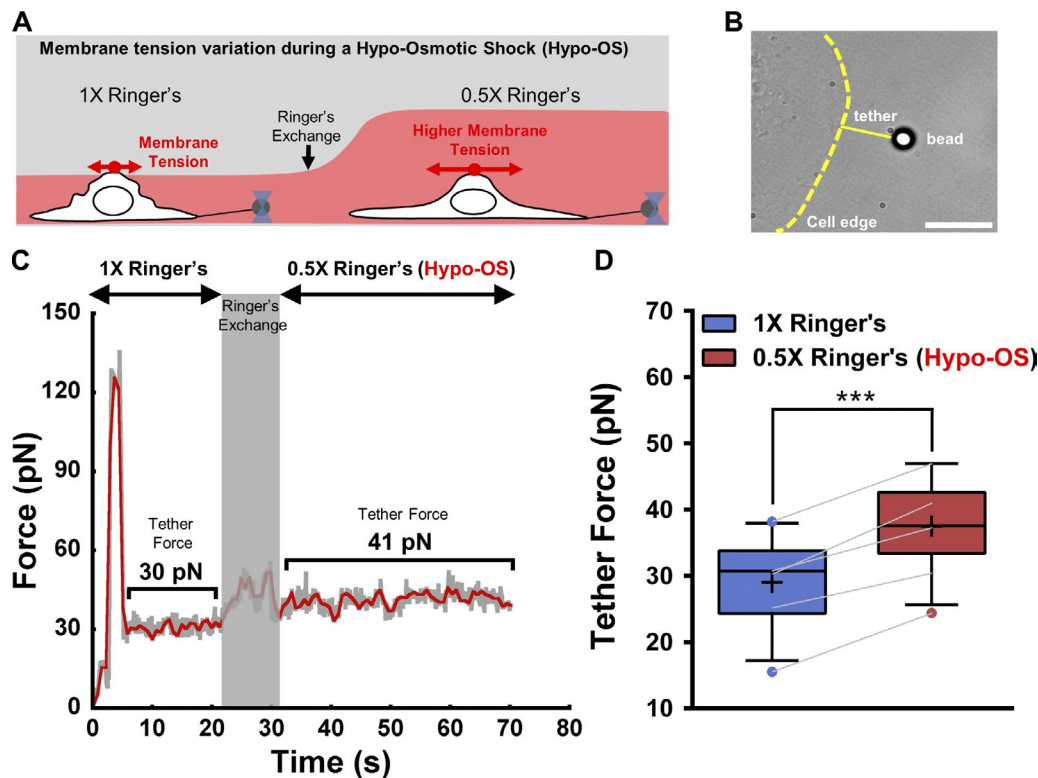 A
Membrane tension variation during a Hypo-Osmotic Shock (Hypo-OS)
1X Ringer's
Ringer's
Exchange
0.5X Ringer's
Membrane
Tension
Higher Membrane
Tension
B
tether
bead
Cell edge
C
1X Ringer's
0.5X Ringer's (Hypo-OS)
Ringer's
Exchange
Force (pN)
150
120
90
60
30
0
Tether
Force
30 pN
Tether Force
41 pN
0 10 20 30 40 50 60 70 80
Time (s)
D
1X Ringer's
0.5X Ringer's (Hypo-OS)
***
Tether Force (pN)
70
60
50
40
30
20
10